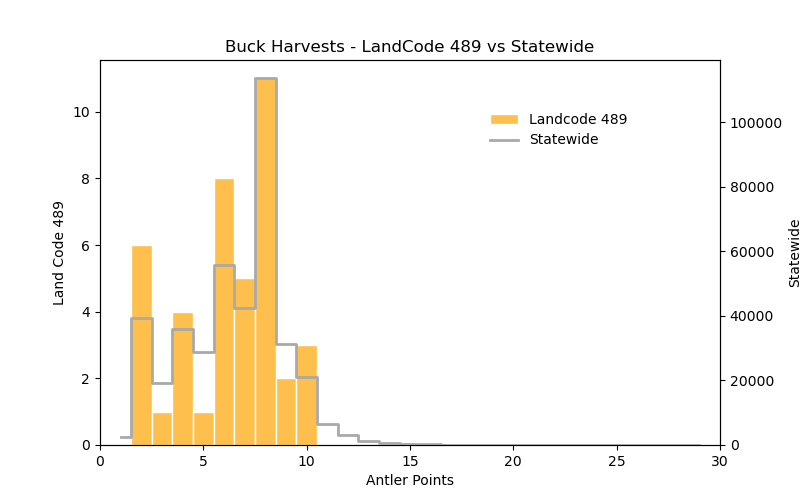 Buck Harvests - LandCode 489 vs Statewide
Landcode 489
Statewide
Land Code 489
10
8
6
4
2
0
100000
80000
60000
40000
20000
0
Statewide
0 5 10 15 20 25 30
Antler Points